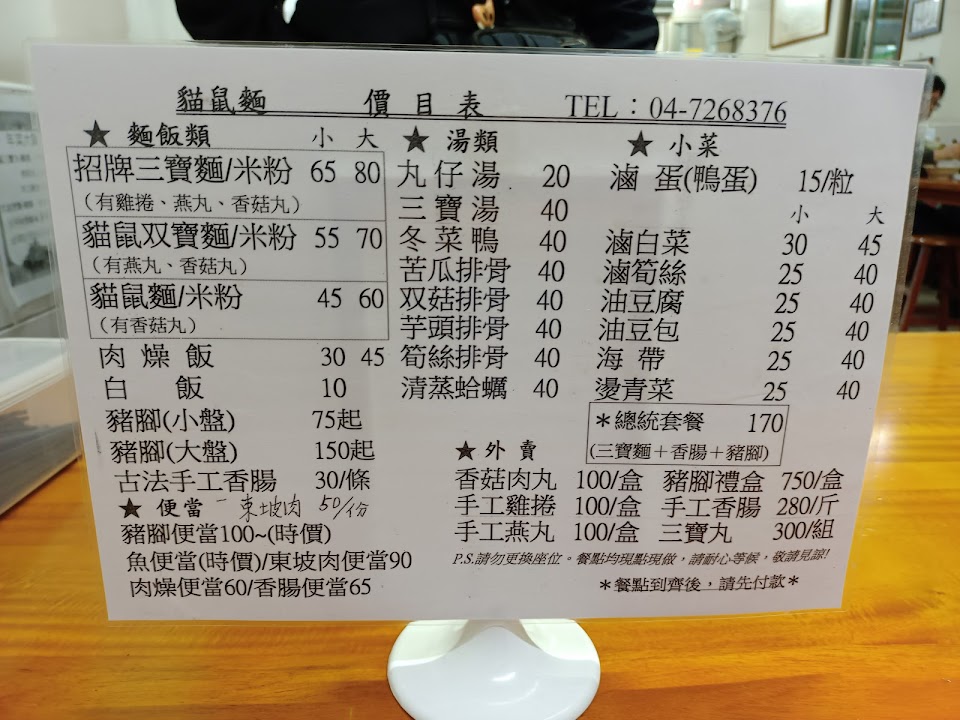 貓鼠麵 價目表 TEL：04-7268376
★ 麵飯類 小 大
招牌三寶麵/米粉 65 80
(有雞捲、燕丸、香菇丸)
貓鼠双寶麵/米粉 55 70
(有燕丸、香菇丸)
貓鼠麵/米粉 45 60
(有香菇丸)
肉燥飯 30 45
白飯 10
豬腳(小盤) 75起
豬腳(大盤) 150起
古法手工香腸 30/條
★ 便當 - 東坡肉 50/份
豬腳便當100~(時價)
魚便當(時價)/東坡肉便當90
肉燥便當60/香腸便當65
★ 湯類
丸仔湯 20
三寶湯 40
冬菜鴨 40
苦瓜排骨 40
双菇排骨 40
芋頭排骨 40
筍絲排骨 40
清蒸蛤蠣 40
★ 小菜
滷蛋(鴨蛋) 15/粒
小 大
滷白菜 30 45
滷筍絲 25 40
油豆腐 25 40
油豆包 25 40
海帶 25 40
燙青菜 25 40
＊總統套餐 170
(三寶麵＋香腸＋豬腳)
★ 外賣
香菇肉丸 100/盒 豬腳禮盒 750/盒
手工雞捲 100/盒 手工香腸 280/斤
手工燕丸 100/盒 三寶丸 300/組
P.S.請勿更換座位。餐點均現點現做，請耐心等候，敬請見諒!
＊餐點到齊後，請先付款＊